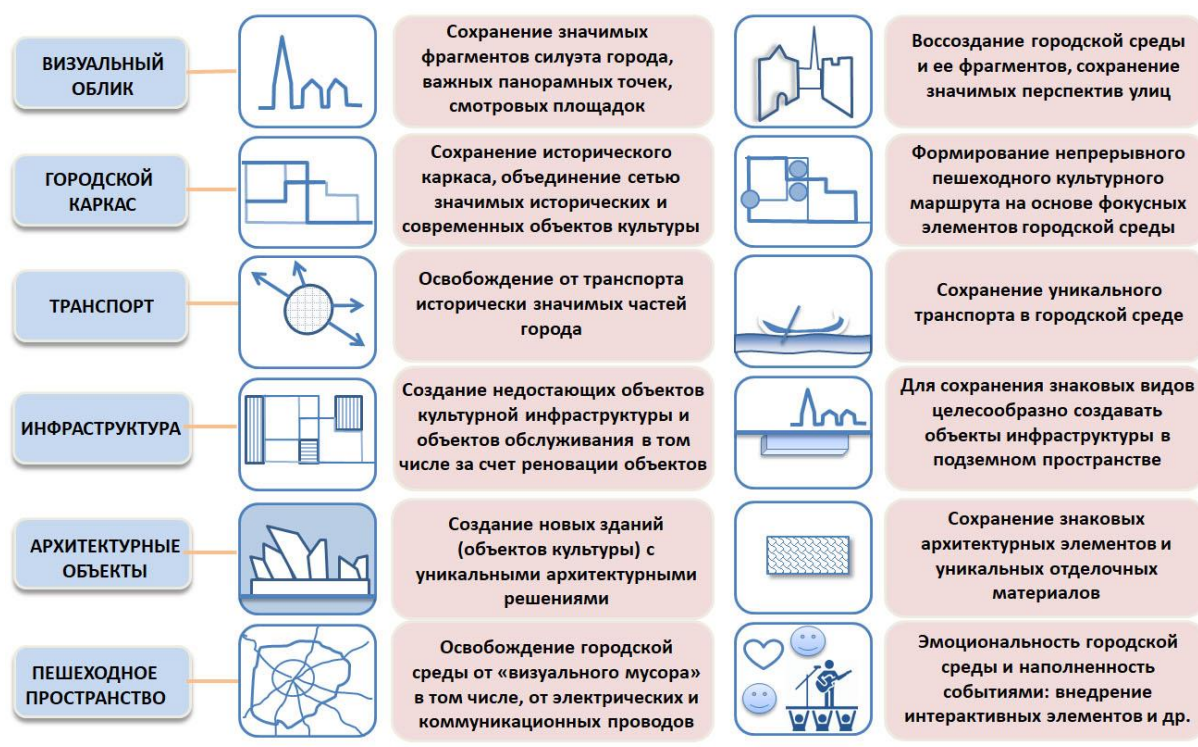 ВИЗУАЛЬНЫЙ
ОБЛИК
Сохранение значимых
фрагментов силуэта города,
важных панорамных точек,
смотровых площадок
Воссоздание городской среды
и ее фрагментов, сохранение
значимых перспектив улиц
ГОРОДСКОЙ
КАРКАС
Сохранение исторического
каркаса, объединение сетью
значимых исторических и
современных объектов культуры
Формирование непрерывного
пешеходного культурного
маршрута на основе фокусных
элементов городской среды
ТРАНСПОРТ
Освобождение от транспорта
исторически значимых частей
города
Сохранение уникального
транспорта в городской среде
ИНФРАСТРУКТУРА
Создание недостающих объектов
культурной инфраструктуры и
объектов обслуживания в том
числе за счет реновации объектов
Для сохранения знаковых видов
целесообразно создавать
объекты инфраструктуры в
подземном пространстве
АРХИТЕКТУРНЫЕ
ОБЪЕКТЫ
Создание новых зданий
(объектов культуры) с
уникальными архитектурными
решениями
Сохранение знаковых
архитектурных элементов и
уникальных отделочных
материалов
ПЕШЕХОДНОЕ
ПРОСТРАНСТВО
Освобождение городской
среды от «визуального мусора»
в том числе, от электрических и
коммуникационных проводов
Эмоциональность городской
среды и наполненность
событиями: внедрение
интерактивных элементов и др.